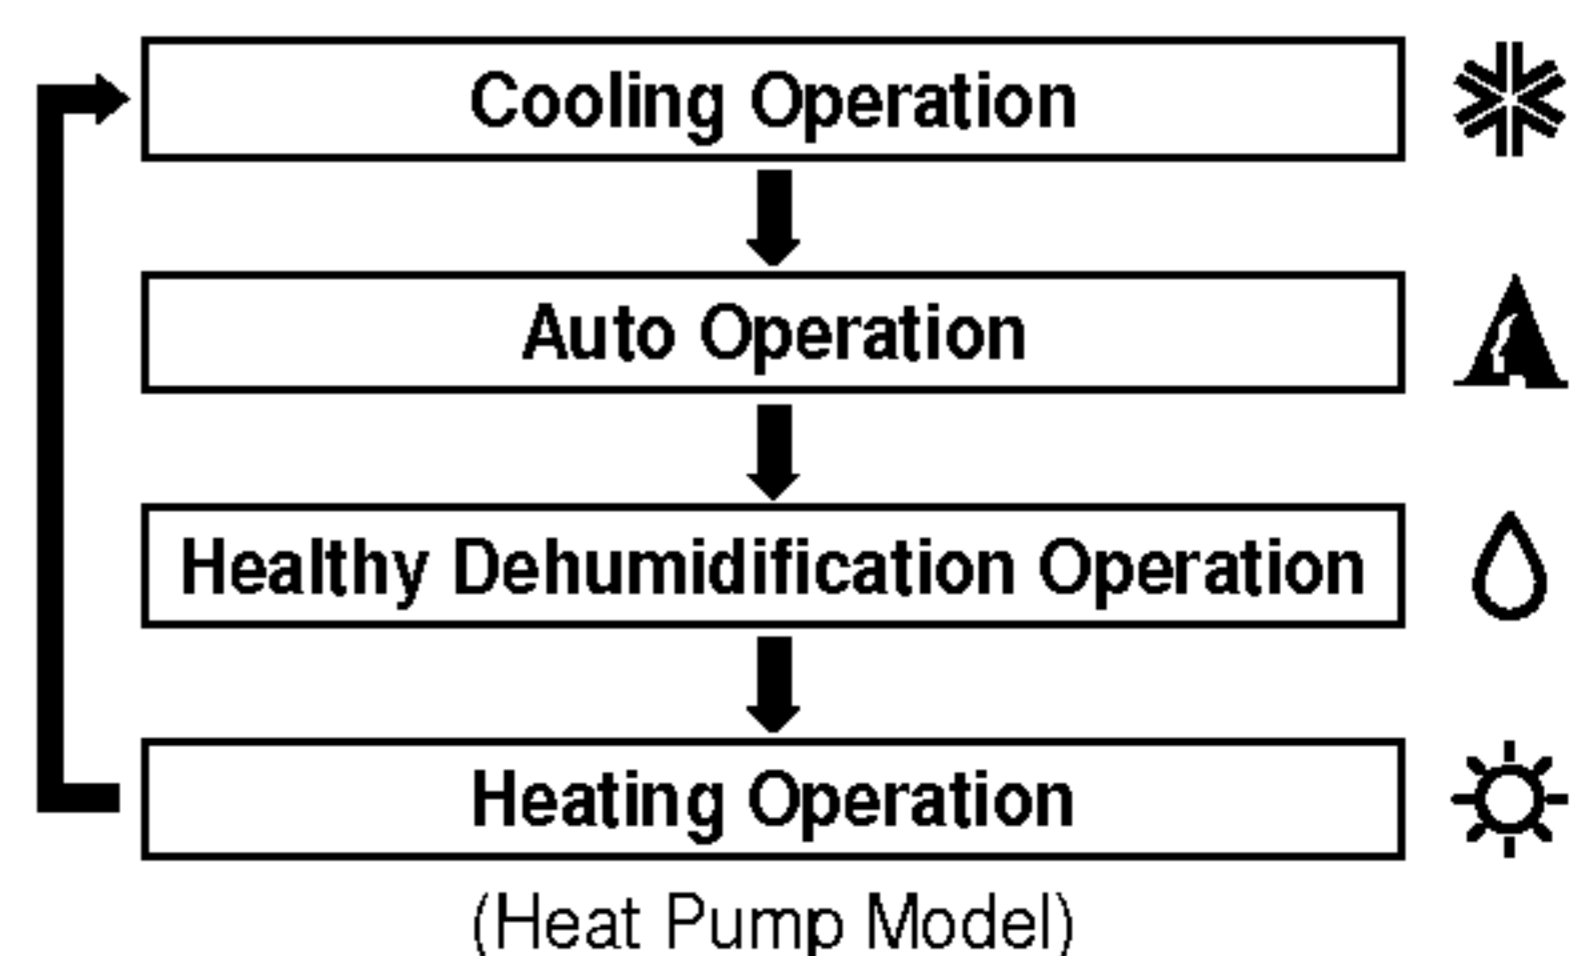 Cooling Operation
Auto Operation
Healthy Dehumidification Operation
Heating Operation
(Heat Pump Model)